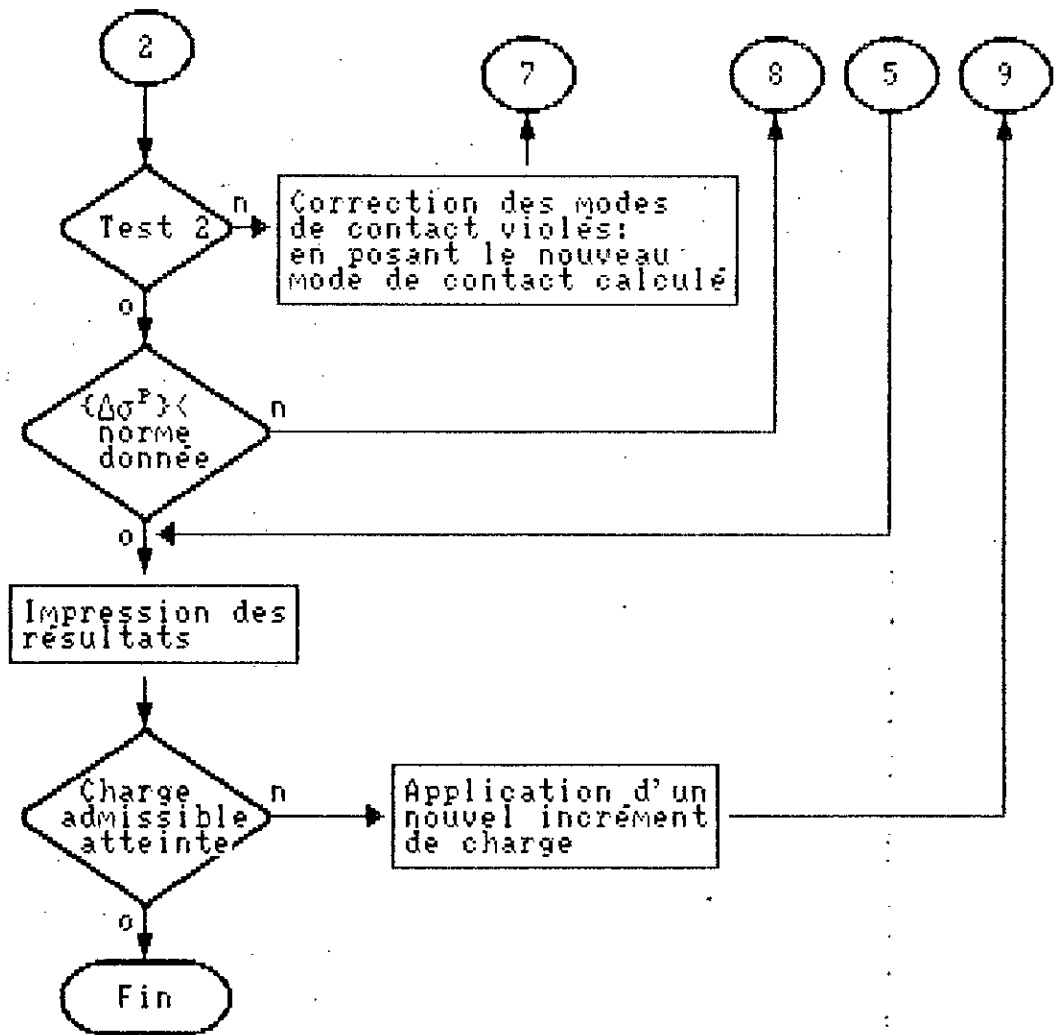 2
7
8
5
9
Test 2
n
Correction des modes
de contact violés:
en posant le nouveau
mode de contact calculé
o
{Δσᴾ}<
norme
donnée
n
o
Impression des
résultats
Charge
admissible
atteinte
n
Application d'un
nouvel incrément
de charge
o
Fin